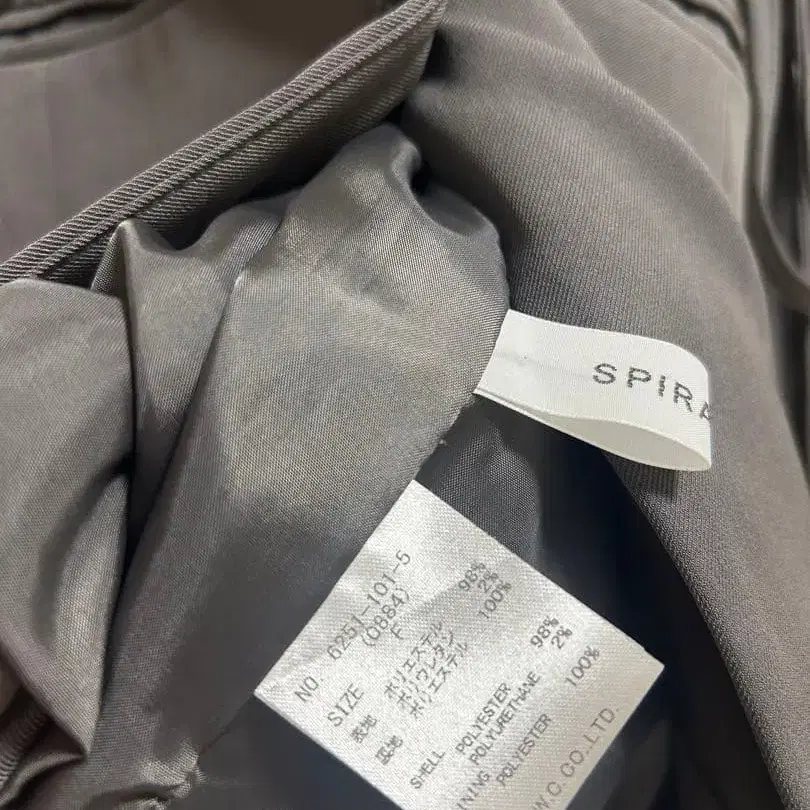 SPIRA
NO. 6251-101-5
(0884)
SIZE F
表地 ポリエステル 98%
ポリウレタン 2%
裏地 ポリエステル 100%
SHELL POLYESTER 98%
POLYURETHANE 2%
POLYESTER 100%
CO.,LTD.